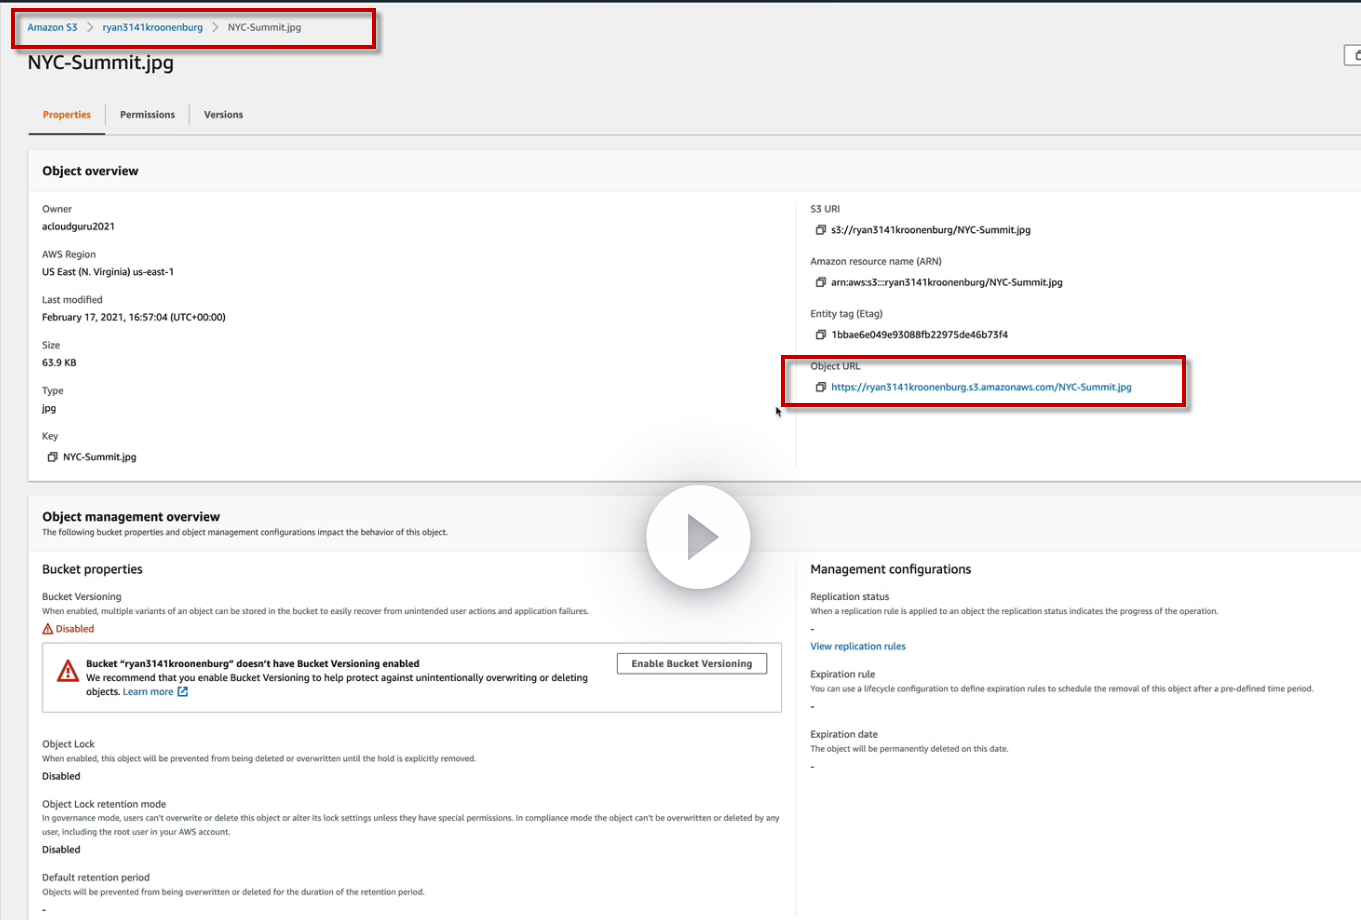 Amazon S3 > ryan3141kroonenburg > NYC-Summit.jpg
NYC-Summit.jpg
Properties
Permissions
Versions
Object overview
Owner
acloudguru2021
AWS Region
US East (N. Virginia) us-east-1
Last modified
February 17, 2021, 16:57:04 (UTC+00:00)
Size
63.9 KB
Type
jpg
Key
NYC-Summit.jpg
S3 URI
s3://ryan3141kroonenburg/NYC-Summit.jpg
Amazon resource name (ARN)
arn:aws:s3:::ryan3141kroonenburg/NYC-Summit.jpg
Entity tag (Etag)
1bbae6e049e93088fb22975de46b73f4
Object URL
https://ryan3141kroonenburg.s3.amazonaws.com/NYC-Summit.jpg
Object management overview
The following bucket properties and object management configurations impact the behavior of this object.
Bucket properties
Bucket Versioning
When enabled, multiple variants of an object can be stored in the bucket to easily recover from unintended user actions and application failures.
Disabled
Bucket "ryan3141kroonenburg" doesn't have Bucket Versioning enabled
We recommend that you enable Bucket Versioning to help protect against unintentionally overwriting or deleting
objects. Learn more
Enable Bucket Versioning
Object Lock
When enabled, this object will be prevented from being deleted or overwritten until the hold is explicitly removed.
Disabled
Object Lock retention mode
In governance mode, users can't overwrite or delete this object or alter its lock settings unless they have special permissions. In compliance mode the object can't be overwritten or deleted by any
user, including the root user in your AWS account.
Disabled
Default retention period
Objects will be prevented from being overwritten or deleted for the duration of the retention period.
-
Management configurations
Replication status
When a replication rule is applied to an object the replication status indicates the progress of the operation.
-
View replication rules
Expiration rule
You can use a lifecycle configuration to define expiration rules to schedule the removal of this object after a pre-defined time period.
-
Expiration date
The object will be permanently deleted on this date.
-